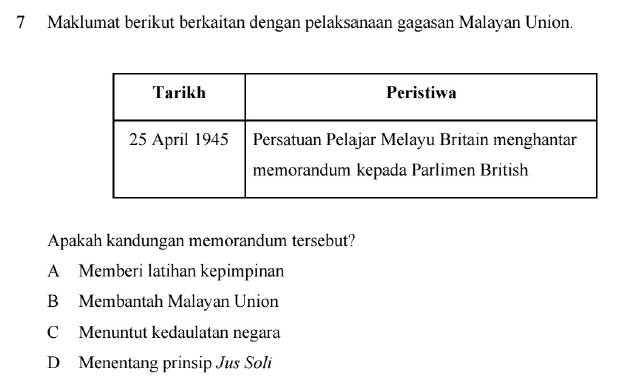 7 Maklumat berikut berkaitan dengan pelaksanaan gagasan Malayan Union.
Tarikh Peristiwa
25 April 1945 Persatuan Pelajar Melayu Britain menghantar
memorandum kepada Parlimen British
Apakah kandungan memorandum tersebut?
A Memberi latihan kepimpinan
B Membantah Malayan Union
C Menuntut kedaulatan negara
D Menentang prinsip Jus Soli